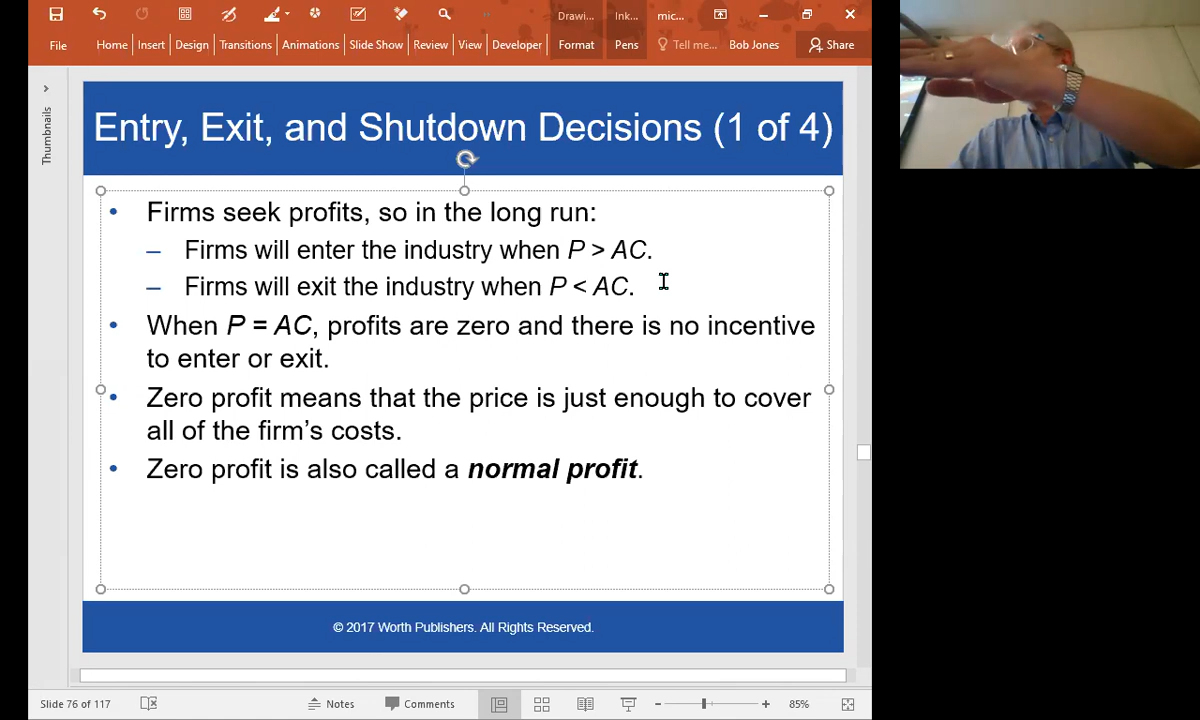 Drawi...
Ink...
mic...
File
Home
Insert
Design
Transitions
Animations
Slide Show
Review
View
Developer
Format
Pens
Tell me...
Bob Jones
Share
Thumbnails
Entry, Exit, and Shutdown Decisions (1 of 4)
• Firms seek profits, so in the long run:
– Firms will enter the industry when P > AC.
– Firms will exit the industry when P < AC.
• When P = AC, profits are zero and there is no incentive
to enter or exit.
• Zero profit means that the price is just enough to cover
all of the firm’s costs.
• Zero profit is also called a normal profit.
© 2017 Worth Publishers. All Rights Reserved.
Slide 76 of 117
Notes
Comments
85%